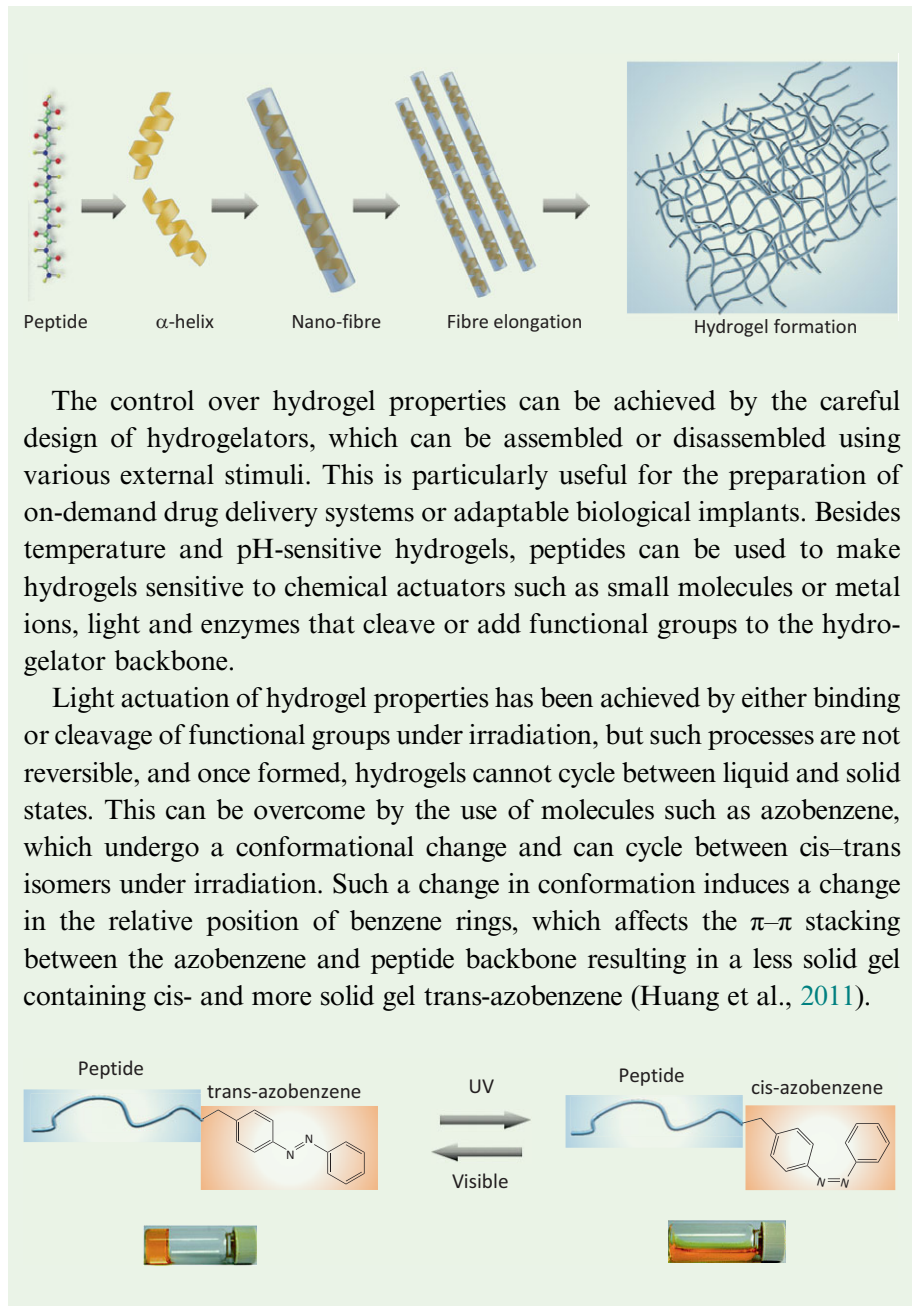 Peptide
α-helix
Nano-fibre
Fibre elongation
Hydrogel formation
The control over hydrogel properties can be achieved by the careful
design of hydrogelators, which can be assembled or disassembled using
various external stimuli. This is particularly useful for the preparation of
on-demand drug delivery systems or adaptable biological implants. Besides
temperature and pH-sensitive hydrogels, peptides can be used to make
hydrogels sensitive to chemical actuators such as small molecules or metal
ions, light and enzymes that cleave or add functional groups to the hydro-
gelator backbone.
Light actuation of hydrogel properties has been achieved by either binding
or cleavage of functional groups under irradiation, but such processes are not
reversible, and once formed, hydrogels cannot cycle between liquid and solid
states. This can be overcome by the use of molecules such as azobenzene,
which undergo a conformational change and can cycle between cis–trans
isomers under irradiation. Such a change in conformation induces a change
in the relative position of benzene rings, which affects the π–π stacking
between the azobenzene and peptide backbone resulting in a less solid gel
containing cis- and more solid gel trans-azobenzene (Huang et al., 2011).
Peptide
trans-azobenzene
UV
Visible
Peptide
cis-azobenzene
N
N
N
N